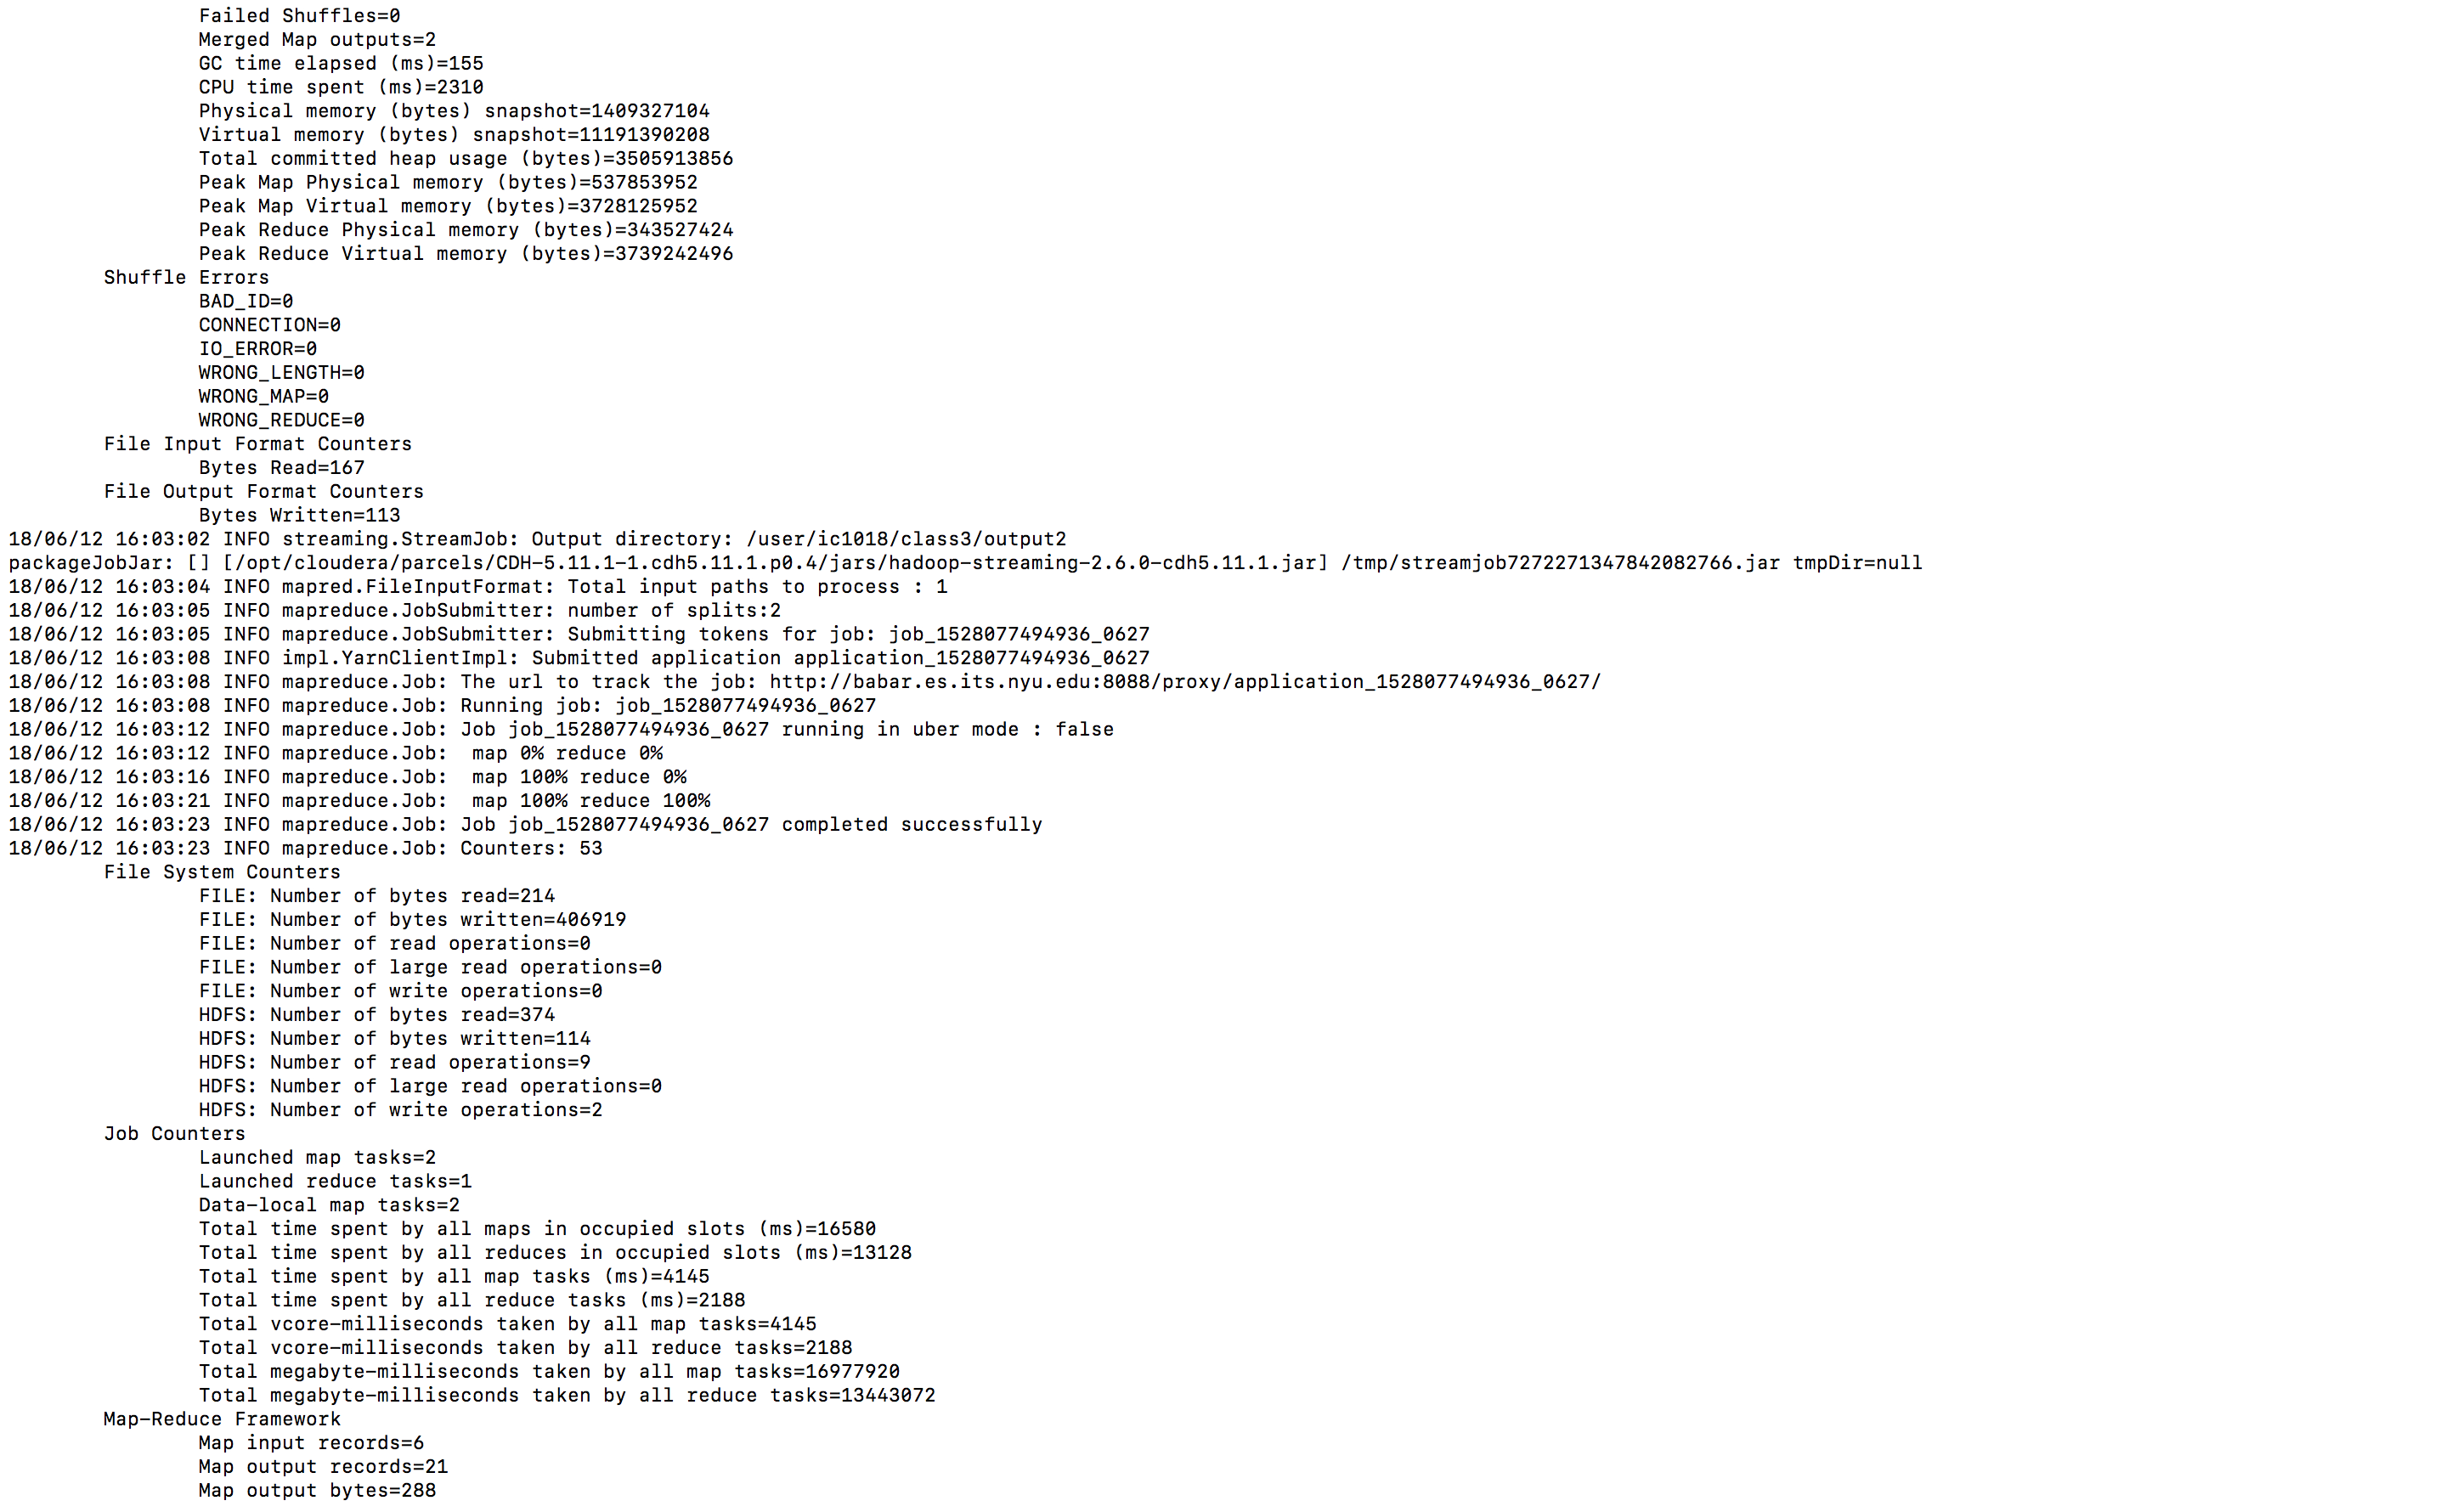 Failed Shuffles=0
Merged Map outputs=2
GC time elapsed (ms)=155
CPU time spent (ms)=2310
Physical memory (bytes) snapshot=1409327104
Virtual memory (bytes) snapshot=11191390208
Total committed heap usage (bytes)=3505913856
Peak Map Physical memory (bytes)=537853952
Peak Map Virtual memory (bytes)=3728125952
Peak Reduce Physical memory (bytes)=343527424
Peak Reduce Virtual memory (bytes)=3739242496
Shuffle Errors
BAD_ID=0
CONNECTION=0
IO_ERROR=0
WRONG_LENGTH=0
WRONG_MAP=0
WRONG_REDUCE=0
File Input Format Counters
Bytes Read=167
File Output Format Counters
Bytes Written=113
18/06/12 16:03:02 INFO streaming.StreamJob: Output directory: /user/ic1018/class3/output2
packageJobJar: [] [/opt/cloudera/parcels/CDH-5.11.1-1.cdh5.11.1.p0.4/jars/hadoop-streaming-2.6.0-cdh5.11.1.jar] /tmp/streamjob7272271347842082766.jar tmpDir=null
18/06/12 16:03:04 INFO mapred.FileInputFormat: Total input paths to process : 1
18/06/12 16:03:05 INFO mapreduce.JobSubmitter: number of splits:2
18/06/12 16:03:05 INFO mapreduce.JobSubmitter: Submitting tokens for job: job_1528077494936_0627
18/06/12 16:03:08 INFO impl.YarnClientImpl: Submitted application application_1528077494936_0627
18/06/12 16:03:08 INFO mapreduce.Job: The url to track the job: http://babar.es.its.nyu.edu:8088/proxy/application_1528077494936_0627/
18/06/12 16:03:08 INFO mapreduce.Job: Running job: job_1528077494936_0627
18/06/12 16:03:12 INFO mapreduce.Job: Job job_1528077494936_0627 running in uber mode : false
18/06/12 16:03:12 INFO mapreduce.Job:  map 0% reduce 0%
18/06/12 16:03:16 INFO mapreduce.Job:  map 100% reduce 0%
18/06/12 16:03:21 INFO mapreduce.Job:  map 100% reduce 100%
18/06/12 16:03:23 INFO mapreduce.Job: Job job_1528077494936_0627 completed successfully
18/06/12 16:03:23 INFO mapreduce.Job: Counters: 53
File System Counters
FILE: Number of bytes read=214
FILE: Number of bytes written=406919
FILE: Number of read operations=0
FILE: Number of large read operations=0
FILE: Number of write operations=0
HDFS: Number of bytes read=374
HDFS: Number of bytes written=114
HDFS: Number of read operations=9
HDFS: Number of large read operations=0
HDFS: Number of write operations=2
Job Counters
Launched map tasks=2
Launched reduce tasks=1
Data-local map tasks=2
Total time spent by all maps in occupied slots (ms)=16580
Total time spent by all reduces in occupied slots (ms)=13128
Total time spent by all map tasks (ms)=4145
Total time spent by all reduce tasks (ms)=2188
Total vcore-milliseconds taken by all map tasks=4145
Total vcore-milliseconds taken by all reduce tasks=2188
Total megabyte-milliseconds taken by all map tasks=16977920
Total megabyte-milliseconds taken by all reduce tasks=13443072
Map-Reduce Framework
Map input records=6
Map output records=21
Map output bytes=288